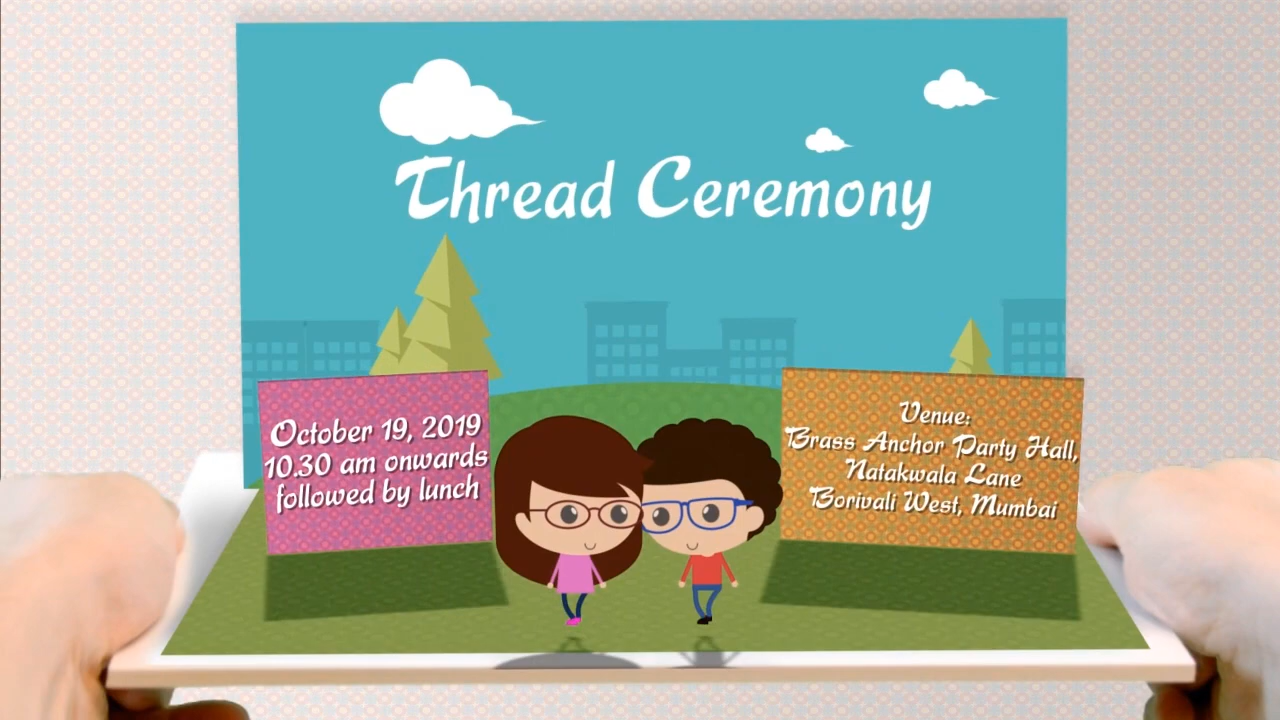 Thread Ceremony
October 19, 2019
10.30 am onwards
followed by lunch
Venue:
Brass Anchor Party Hall,
Natakwala Lane
Borivali West, Mumbai